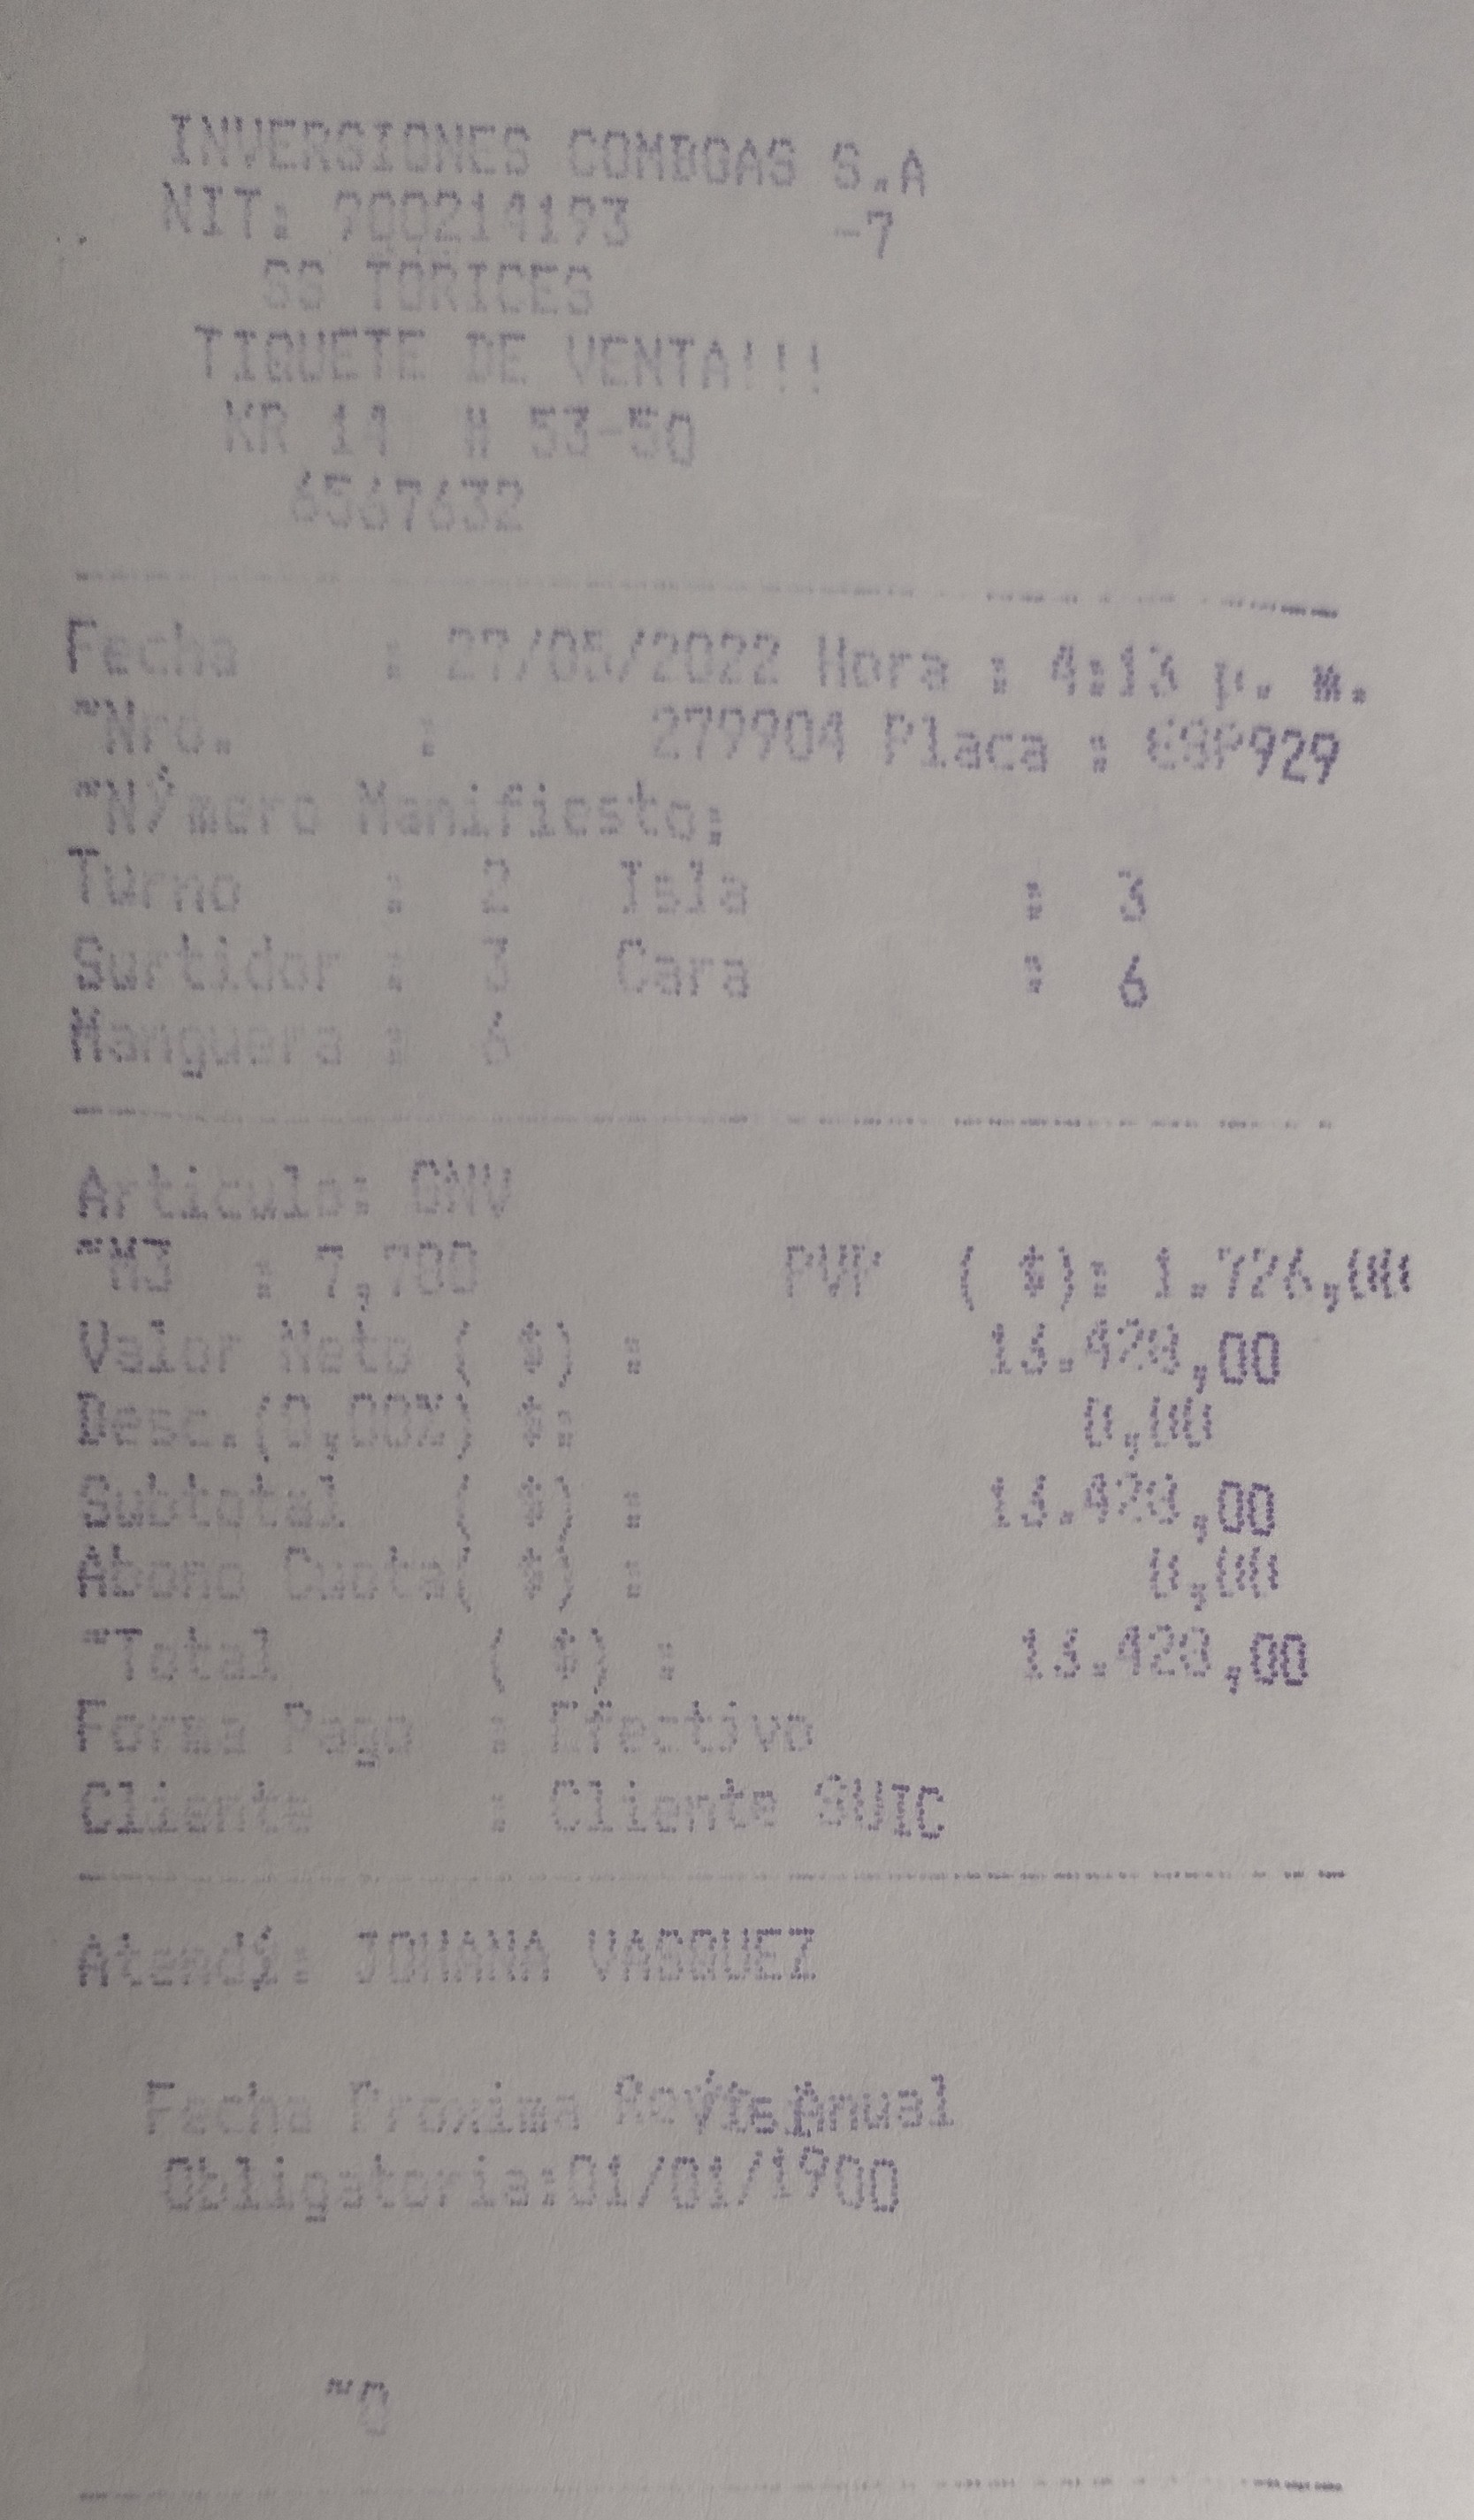 INVERSIONES COMBGAS S.A
NIT: 900214193 -7
SS TORICES
TIQUETE DE VENTA!!!
KR 14 # 53-50
6567632
Fecha : 27/05/2022 Hora : 4:13 p. m.
~Nro. : 279904 Placa :
~NÝmero Manifiesto:
Turno : 2 Isla : 3
Surtidor : 3 Cara : 6
Manguera : 6
Articulo: GNV
~M3 : 7,780 PVP ( $): 1.726,00
Valor Neto ( $) : 13.428,00
Desc.(0,00%) $: 0,00
Subtotal ( $) : 13.428,00
Abono Cuota( $) : 0,00
~Total ( $) : 13.428,00
Forma Pago : Efectivo
Cliente : Cliente SUIC
Atendý: JOHANA VASQUEZ
Fecha Proxima Anual
Obligatoria:01/01/1900
~0